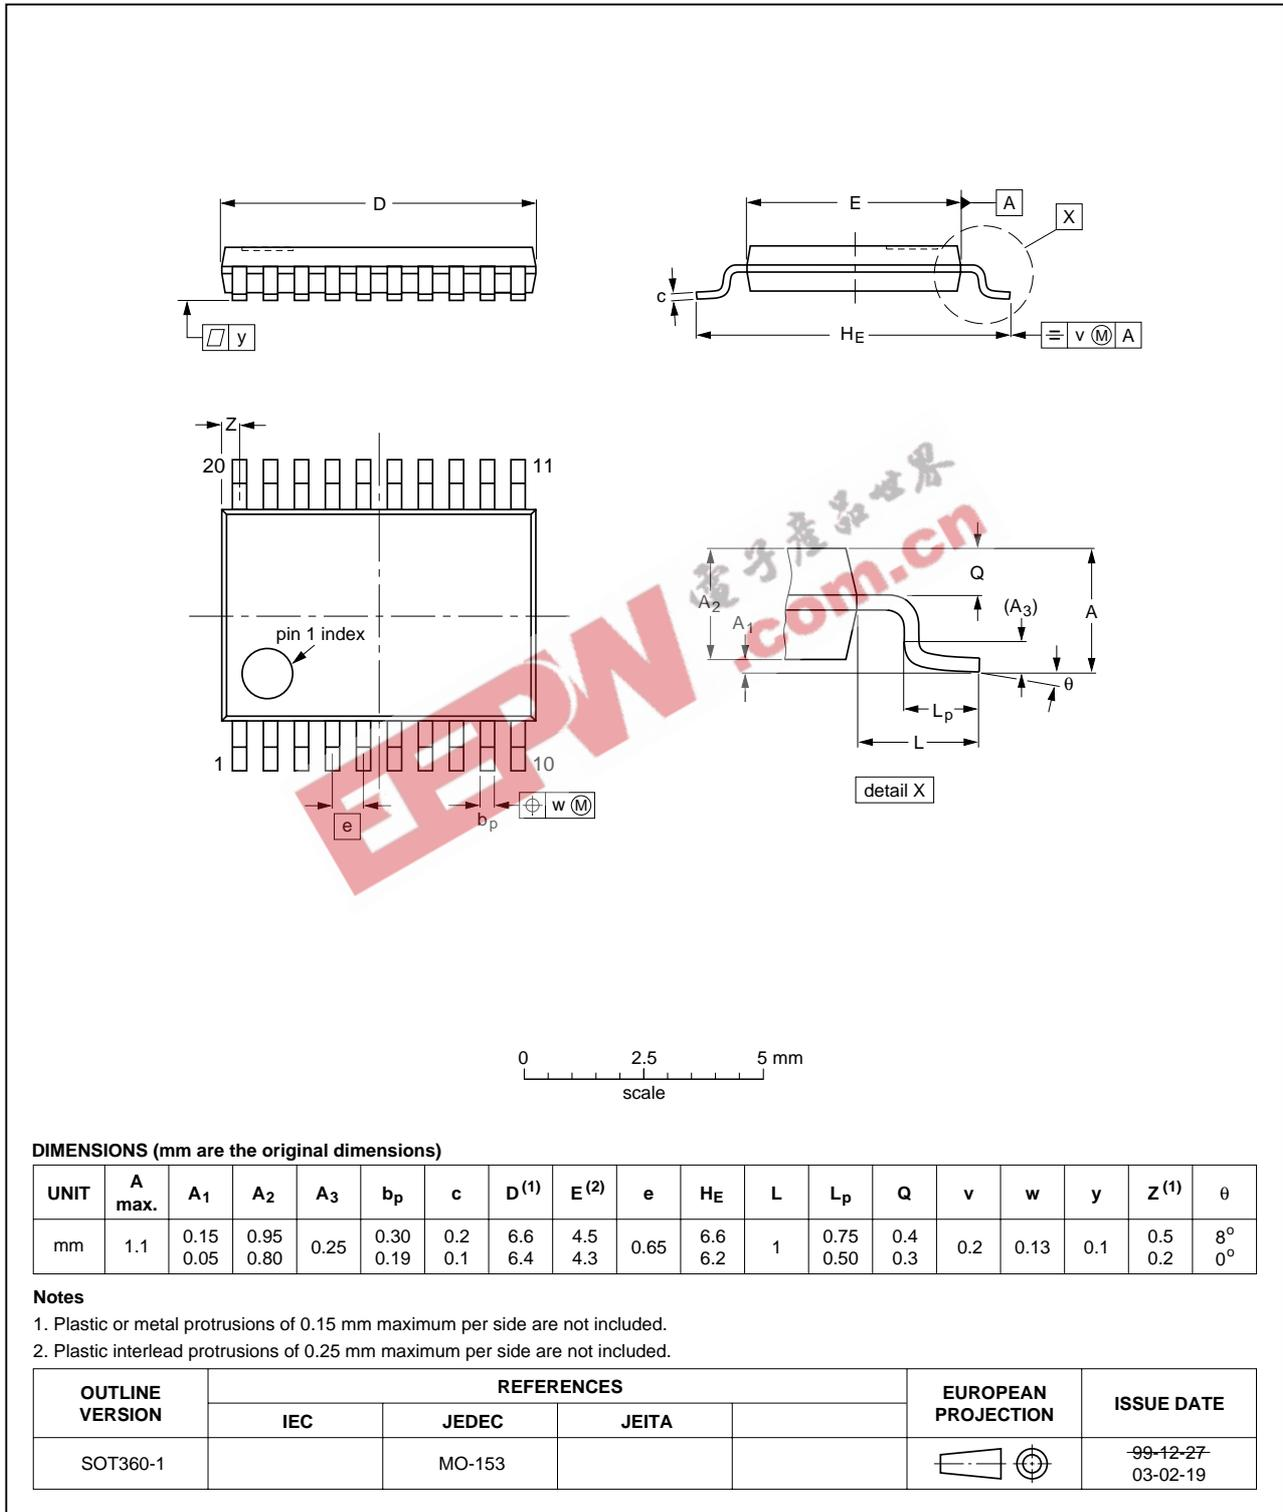 D
E
A
X
c
y
HE
v M A
Z
20
11
pin 1 index
1
10
e
bp
w M
A2
A1
Q
(A3)
A
θ
Lp
L
detail X
電子產品世界
.com.cn
EEPW
0 2.5 5 mm
scale
DIMENSIONS (mm are the original dimensions)
UNIT A max. A1 A2 A3 bp c D(1) E(2) e HE L Lp Q v w y Z(1) θ
mm 1.1 0.15 0.05 0.95 0.80 0.25 0.30 0.19 0.2 0.1 6.6 6.4 4.5 4.3 0.65 6.6 6.2 1 0.75 0.50 0.4 0.3 0.2 0.13 0.1 0.5 0.2 8° 0°
Notes
1. Plastic or metal protrusions of 0.15 mm maximum per side are not included.
2. Plastic interlead protrusions of 0.25 mm maximum per side are not included.
OUTLINE VERSION REFERENCES EUROPEAN PROJECTION ISSUE DATE
IEC JEDEC JEITA
SOT360-1 MO-153 99-12-27
03-02-19